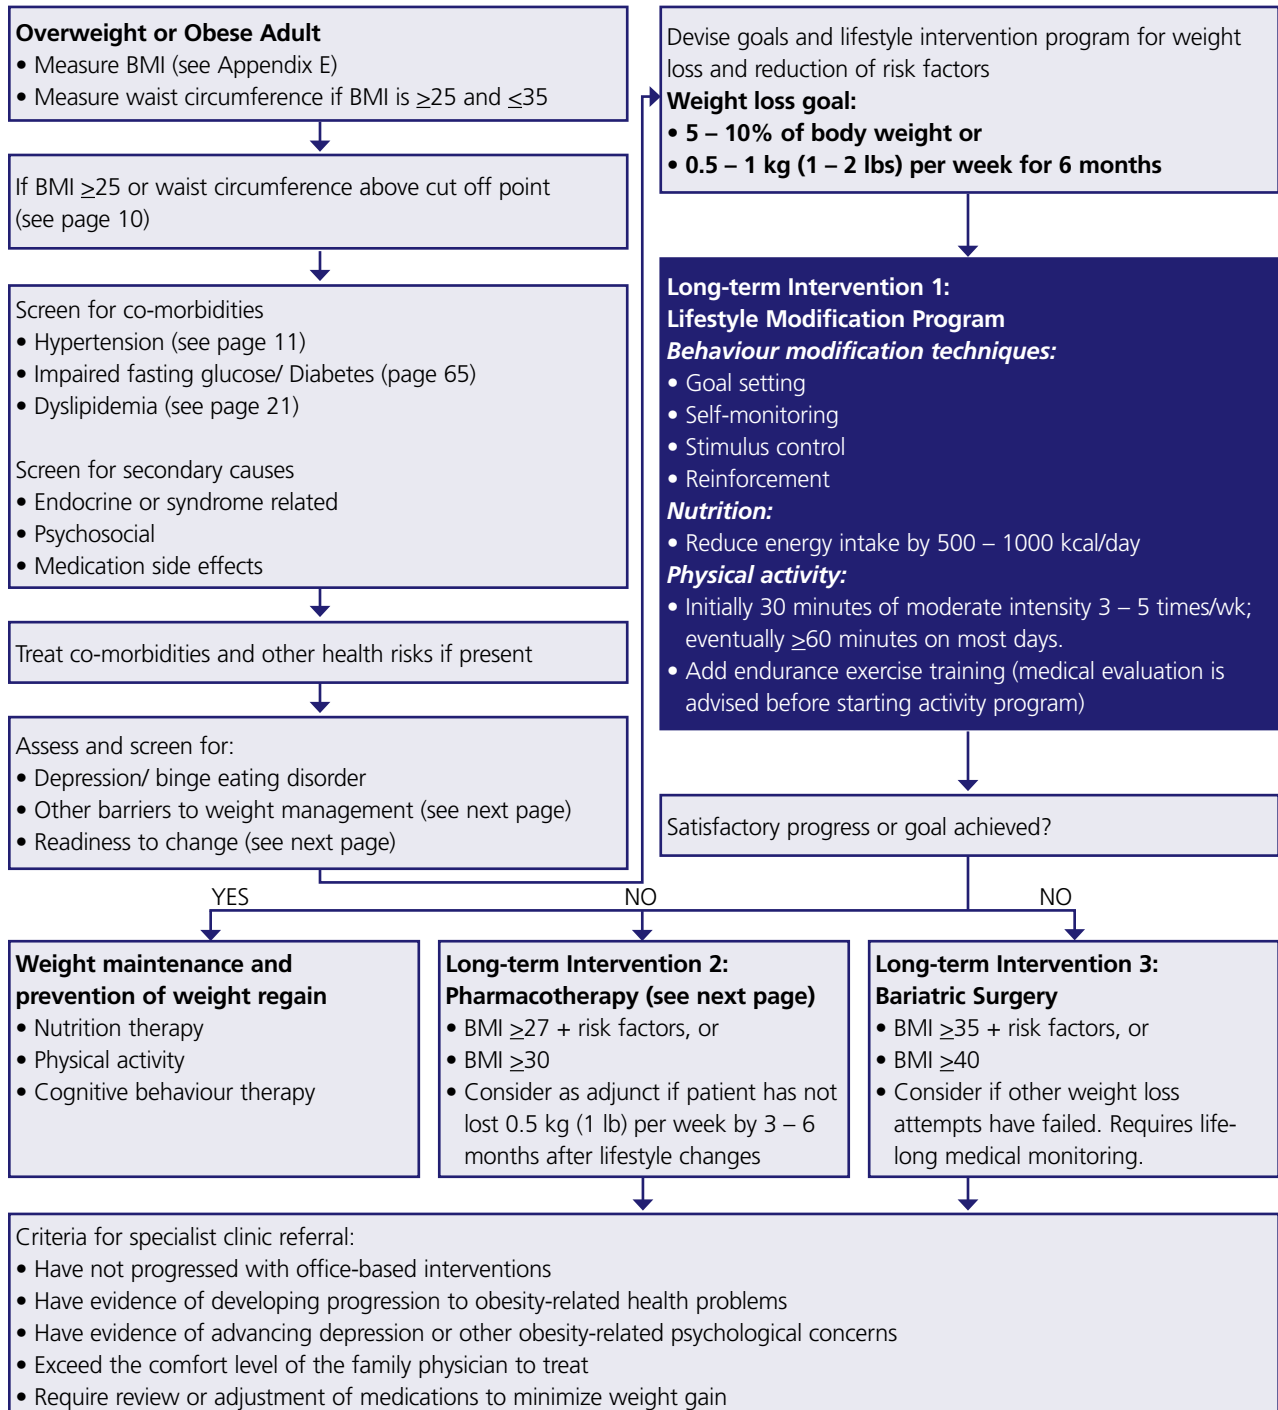 Overweight or Obese Adult
• Measure BMI (see Appendix E)
• Measure waist circumference if BMI is ≥25 and ≤35
If BMI ≥25 or waist circumference above cut off point
(see page 10)
Screen for co-morbidities
• Hypertension (see page 11)
• Impaired fasting glucose/ Diabetes (page 65)
• Dyslipidemia (see page 21)
Screen for secondary causes
• Endocrine or syndrome related
• Psychosocial
• Medication side effects
Treat co-morbidities and other health risks if present
Assess and screen for:
• Depression/ binge eating disorder
• Other barriers to weight management (see next page)
• Readiness to change (see next page)
Devise goals and lifestyle intervention program for weight
loss and reduction of risk factors
Weight loss goal:
• 5 – 10% of body weight or
• 0.5 – 1 kg (1 – 2 lbs) per week for 6 months
Long-term Intervention 1:
Lifestyle Modification Program
Behaviour modification techniques:
• Goal setting
• Self-monitoring
• Stimulus control
• Reinforcement
Nutrition:
• Reduce energy intake by 500 – 1000 kcal/day
Physical activity:
• Initially 30 minutes of moderate intensity 3 – 5 times/wk;
eventually ≥60 minutes on most days.
• Add endurance exercise training (medical evaluation is
advised before starting activity program)
Satisfactory progress or goal achieved?
YES
NO
NO
Weight maintenance and
prevention of weight regain
• Nutrition therapy
• Physical activity
• Cognitive behaviour therapy
Long-term Intervention 2:
Pharmacotherapy (see next page)
• BMI ≥27 + risk factors, or
• BMI ≥30
• Consider as adjunct if patient has not
lost 0.5 kg (1 lb) per week by 3 – 6
months after lifestyle changes
Long-term Intervention 3:
Bariatric Surgery
• BMI ≥35 + risk factors, or
• BMI ≥40
• Consider if other weight loss
attempts have failed. Requires life-
long medical monitoring.
Criteria for specialist clinic referral:
• Have not progressed with office-based interventions
• Have evidence of developing progression to obesity-related health problems
• Have evidence of advancing depression or other obesity-related psychological concerns
• Exceed the comfort level of the family physician to treat
• Require review or adjustment of medications to minimize weight gain